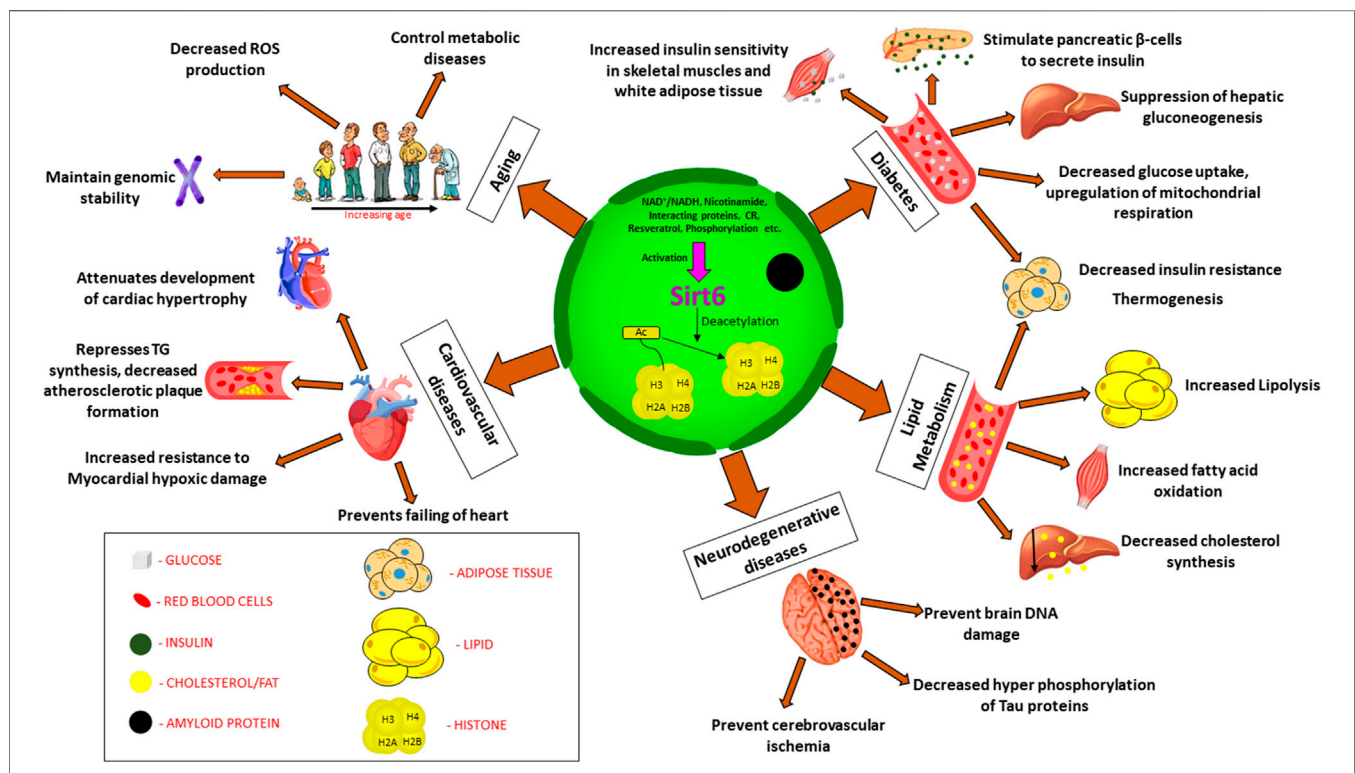 Decreased ROS
production
Control metabolic
diseases
Maintain genomic
stability
Increasing age
Aging
Increased insulin sensitivity
in skeletal muscles and
white adipose tissue
Stimulate pancreatic β-cells
to secrete insulin
Suppression of hepatic
gluconeogenesis
Decreased glucose uptake,
upregulation of mitochondrial
respiration
Decreased insulin resistance
Thermogenesis
Diabetes
NAD⁺/NADH, Nicotinamide,
Interacting proteins, CR,
Resveratrol, Phosphorylation etc.
Activation
Sirt6
Deacetylation
Ac
H3 H4
H2A H2B
H3 H4
H2A H2B
Attenuates development
of cardiac hypertrophy
Represses TG
synthesis, decreased
atherosclerotic plaque
formation
Increased resistance to
Myocardial hypoxic damage
Prevents failing of heart
Cardiovascular
diseases
Lipid
Metabolism
Increased Lipolysis
Increased fatty acid
oxidation
Decreased cholesterol
synthesis
Neurodegenerative
diseases
Prevent brain DNA
damage
Decreased hyper phosphorylation
of Tau proteins
Prevent cerebrovascular
ischemia
- GLUCOSE
- RED BLOOD CELLS
- INSULIN
- CHOLESTEROL/FAT
- AMYLOID PROTEIN
- ADIPOSE TISSUE
- LIPID
H3 H4
H2A H2B
- HISTONE